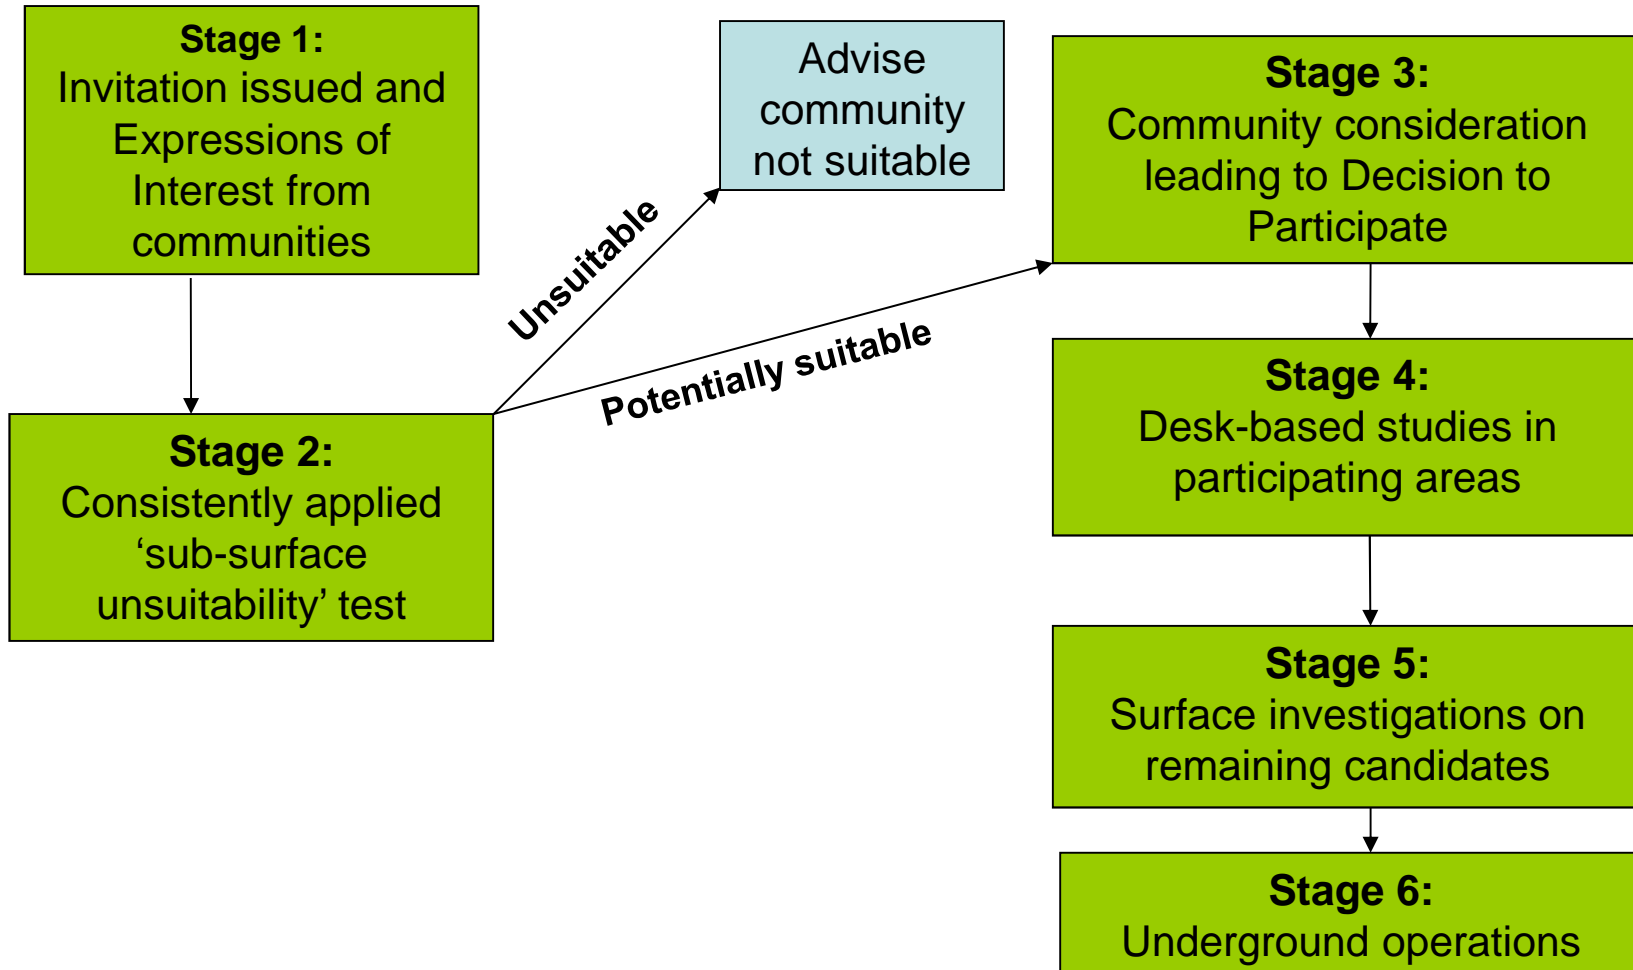 Stage 1:
Invitation issued and
Expressions of
Interest from
communities
Stage 2:
Consistently applied
‘sub-surface
unsuitability’ test
Unsuitable
Advise
community
not suitable
Potentially suitable
Stage 3:
Community consideration
leading to Decision to
Participate
Stage 4:
Desk-based studies in
participating areas
Stage 5:
Surface investigations on
remaining candidates
Stage 6:
Underground operations